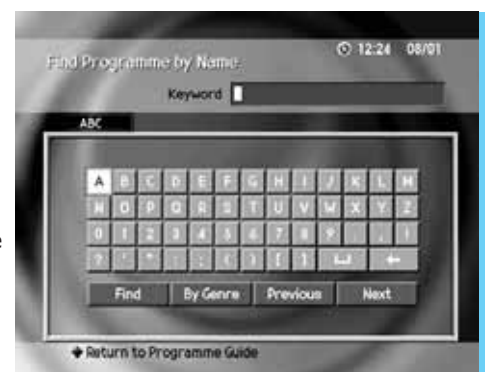 Find Programme by Name. 12:24 08/01
Keyword
ABC
A B C D E F G H I J K L M
N O P Q R S T U V W X Y Z
0 1 2 3 4 5 6 7 8 9
?
Find By Genre Previous Next
Return to Programme Guide
e